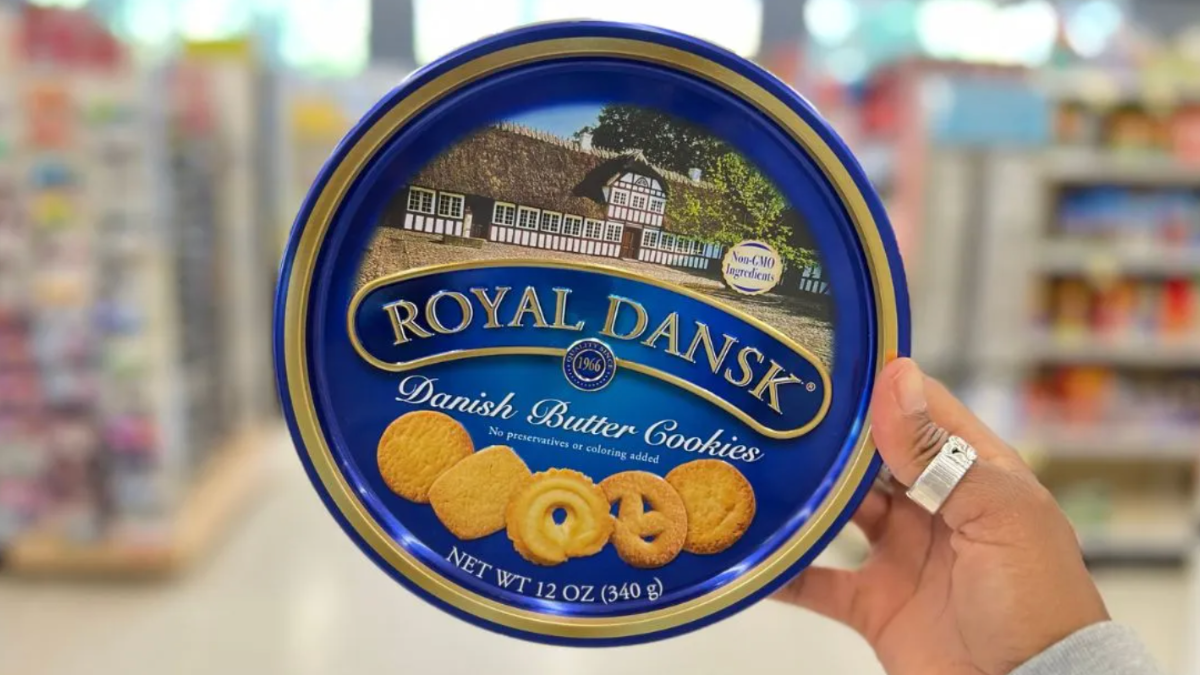 Non-GMO
Ingredients
ROYAL DANSK®
QUALITY SINCE
1966
Danish Butter Cookies
No preservatives or coloring added
NET WT 12 OZ (340 g)